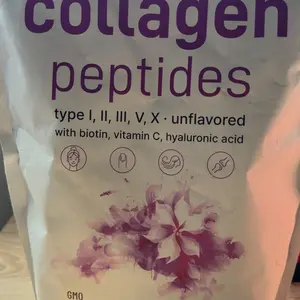 collagen
peptides
type I, II, III, V, X · unflavored
with biotin, vitamin C, hyaluronic acid
GMO